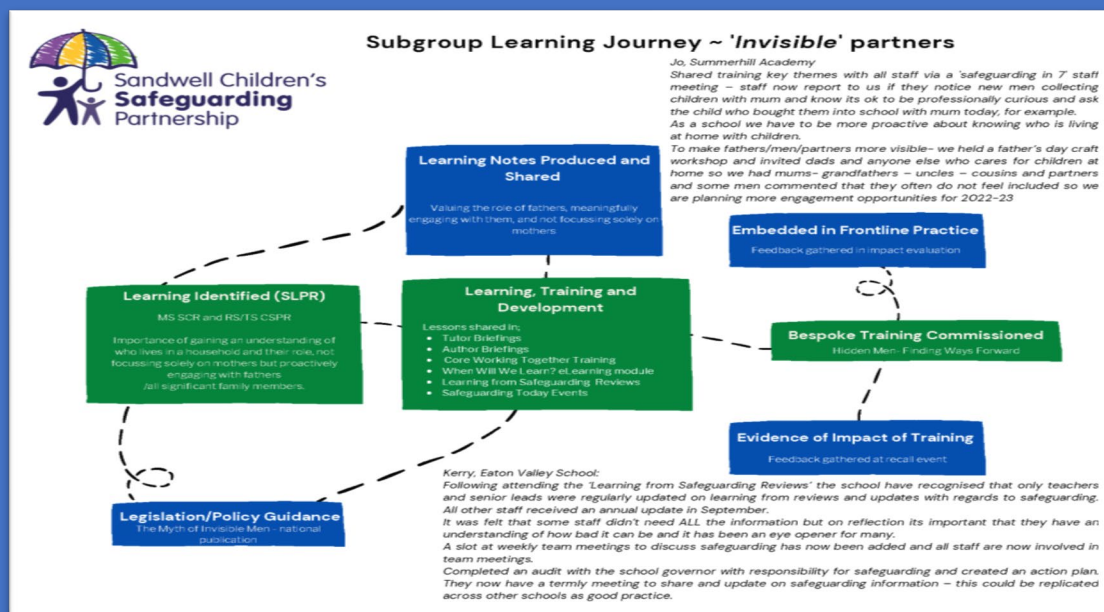 Sandwell Children's
Safeguarding
Partnership
Subgroup Learning Journey ~ 'Invisible' partners
Jo, Summerhill Academy
Shared training key themes with all staff via a 'safeguarding in 7' staff
meeting – staff now report to us if they notice new men collecting
children with mum and know its ok to be professionally curious and ask
the child who bought them into school with mum today, for example.
As a school we have to be more proactive about knowing who is living
at home with children.
To make fathers/men/partners more visible- we held a father's day craft
workshop and invited dads and anyone else who cares for children at
home so we had mums- grandfathers – uncles – cousins and partners
and some men commented that they often do not feel included so we
are planning more engagement opportunities for 2022-23
Learning Notes Produced and
Shared
Valuing the role of fathers, meaningfully
engaging with them, and not focussing solely on
mothers
Embedded in Frontline Practice
Feedback gathered in impact evaluation
Learning Identified (SLPR)
MS SCR and RS/TS CSPR
Importance of gaining an understanding of
who lives in a household and their role, not
focussing solely on mothers but proactively
engaging with fathers
/all significant family members.
Learning, Training and
Development
Lessons shared in;
• Tutor Briefings
• Author Briefings
• Core Working Together Training
• When Will We Learn? eLearning module
• Learning from Safeguarding Reviews
• Safeguarding Today Events
Bespoke Training Commissioned
Hidden Men- Finding Ways Forward
Evidence of Impact of Training
Feedback gathered at recall event
Legislation/Policy Guidance
The Myth of Invisible Men - national
publication
Kerry, Eaton Valley School:
Following attending the 'Learning from Safeguarding Reviews' the school have recognised that only teachers
and senior leads were regularly updated on learning from reviews and updates with regards to safeguarding.
All other staff received an annual update in September.
It was felt that some staff didn't need ALL the information but on reflection its important that they have an
understanding of how bad it can be and it has been an eye opener for many.
A slot at weekly team meetings to discuss safeguarding has now been added and all staff are now involved in
team meetings.
Completed an audit with the school governor with responsibility for safeguarding and created an action plan.
They now have a termly meeting to share and update on safeguarding information – this could be replicated
across other schools as good practice.